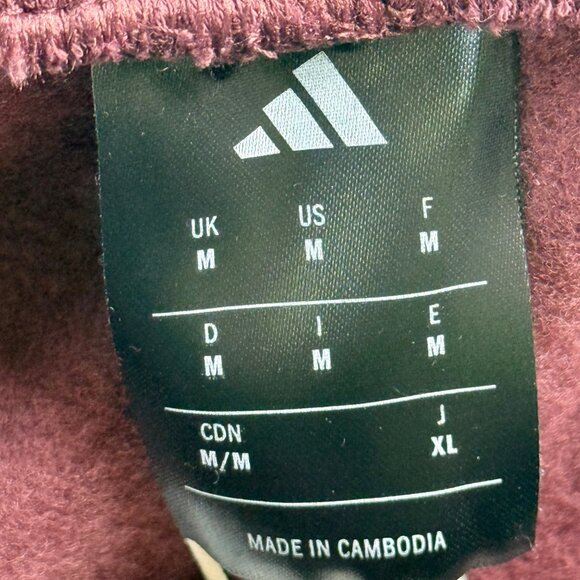 UK US F
M M M
D I E
M M M
CDN J
M/M XL
MADE IN CAMBODIA